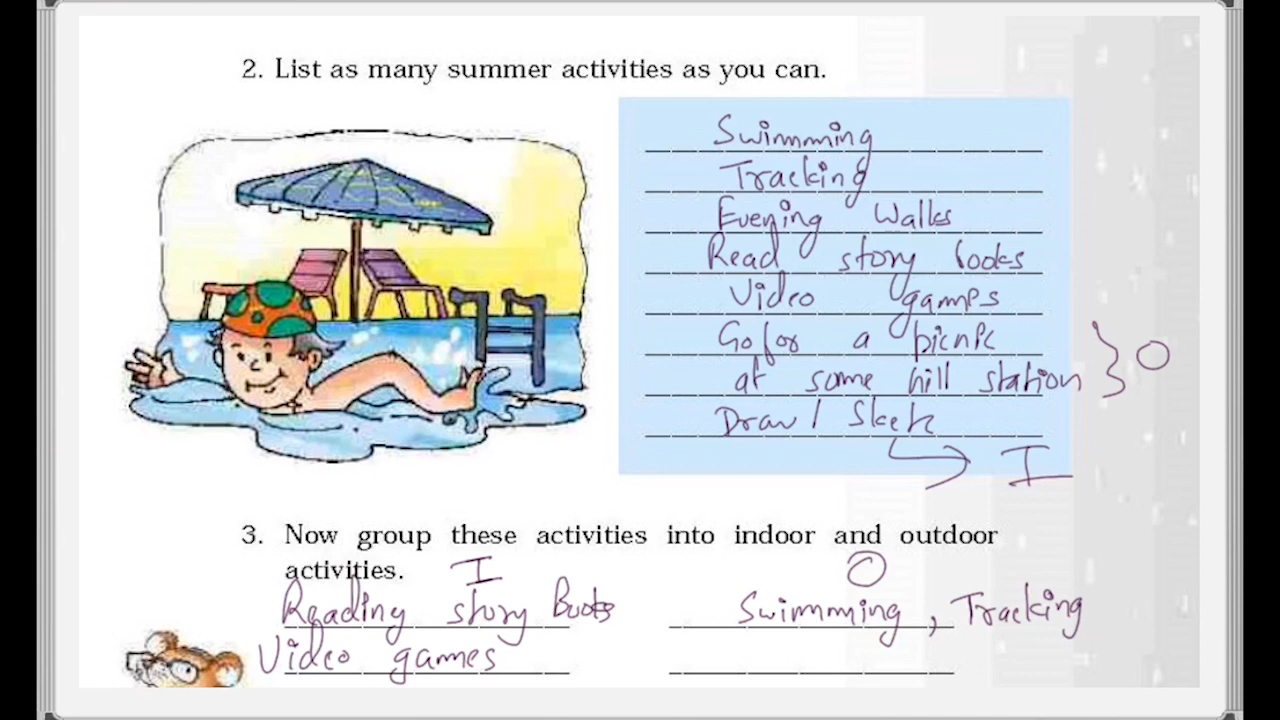 2. List as many summer activities as you can.
Swimming
Tracking
Evening Walks
Read story books
Video games
Go for a picnic
at some hill station } O
Draw / Sketc
I
3. Now group these activities into indoor and outdoor
activities. I O
Reading story Books Swimming, Tracking
Video games